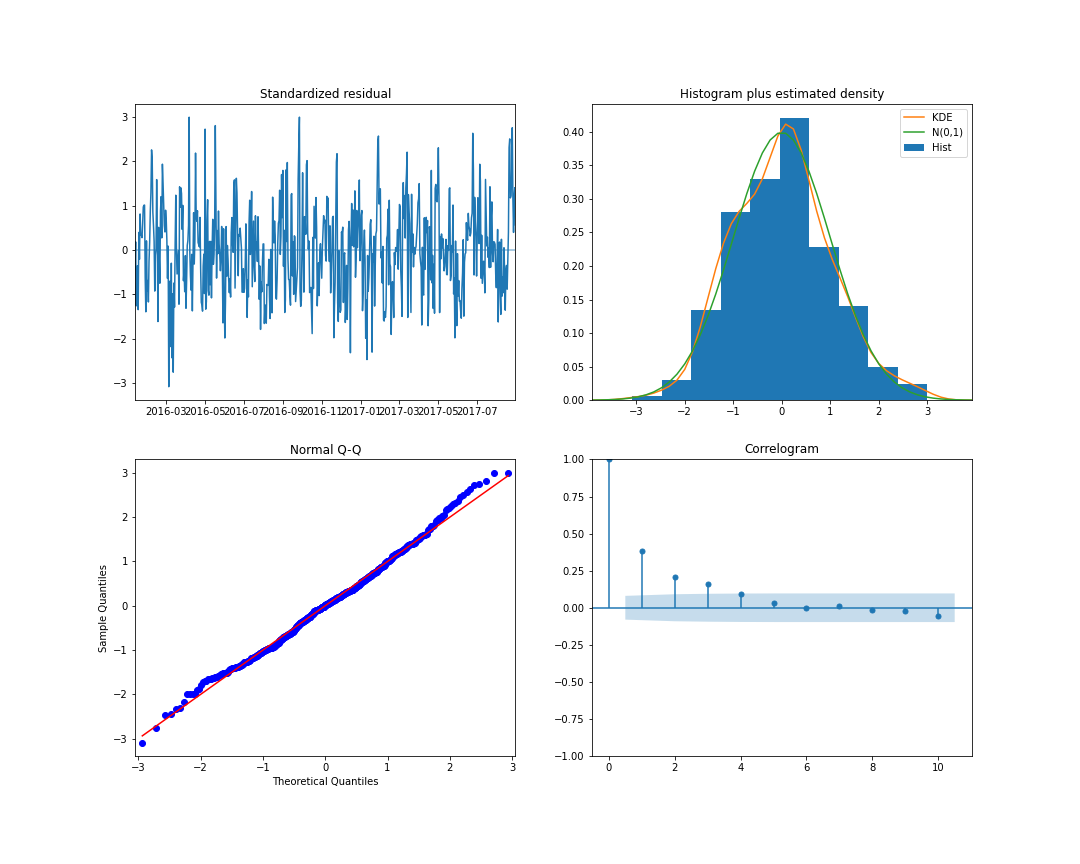 Standardized residual
3
2
1
0
−1
−2
−3
2016-03 2016-05 2016-07 2016-09 2016-11 2017-01 2017-03 2017-05 2017-07
Histogram plus estimated density
KDE
N(0,1)
Hist
0.40
0.35
0.30
0.25
0.20
0.15
0.10
0.05
0.00
−3 −2 −1 0 1 2 3
Normal Q-Q
Sample Quantiles
3
2
1
0
−1
−2
−3
−3 −2 −1 0 1 2 3
Theoretical Quantiles
Correlogram
1.00
0.75
0.50
0.25
0.00
−0.25
−0.50
−0.75
−1.00
0 2 4 6 8 10